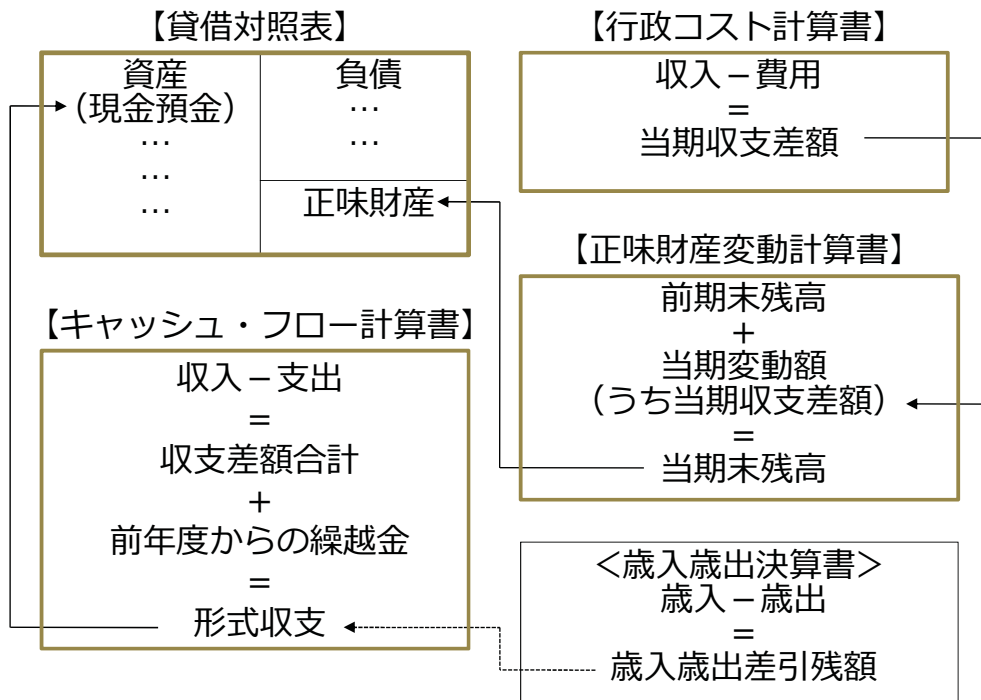 【貸借対照表】
資産
(現金預金)
…
…
…
負債
…
…
正味財産
【行政コスト計算書】
収入－費用
=
当期収支差額
【正味財産変動計算書】
前期末残高
+
当期変動額
(うち当期収支差額)
=
当期末残高
【キャッシュ・フロー計算書】
収入－支出
=
収支差額合計
+
前年度からの繰越金
=
形式収支
＜歳入歳出決算書＞
歳入－歳出
=
歳入歳出差引残額